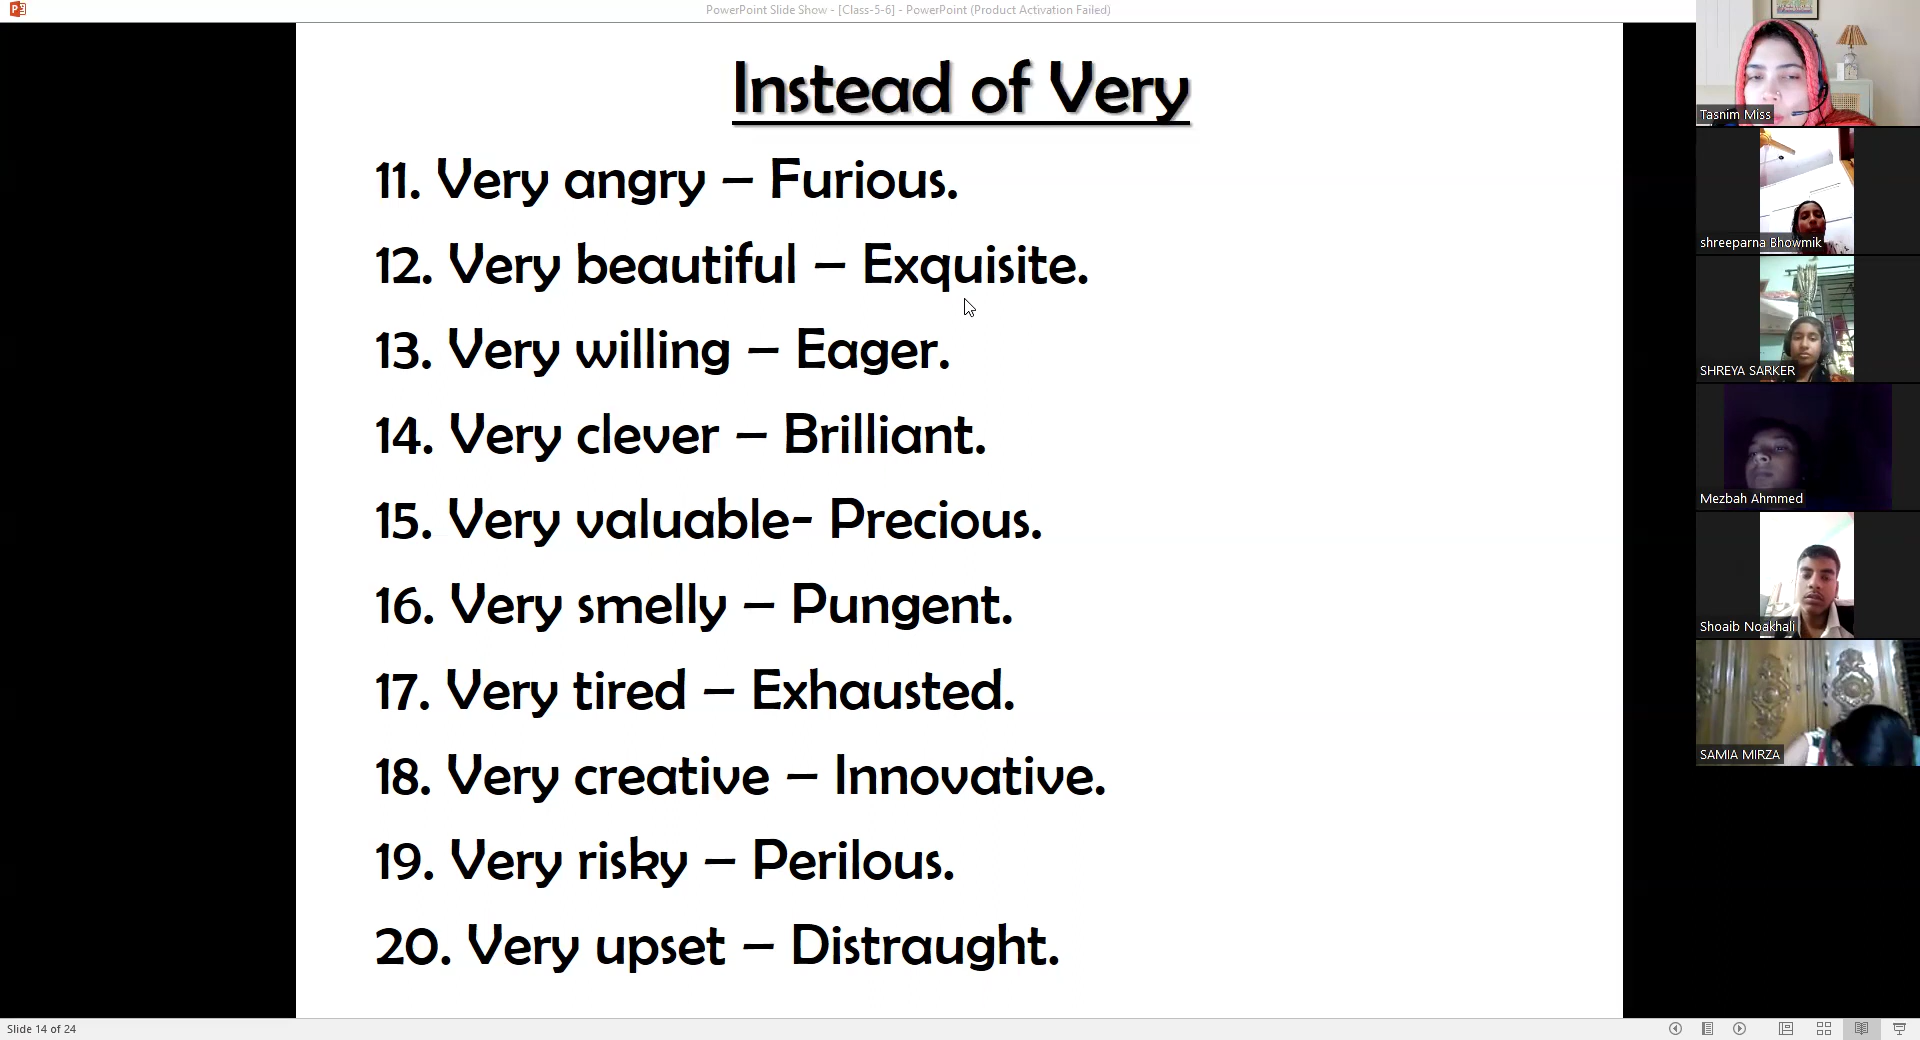 PowerPoint Slide Show - [Class-5-6] - PowerPoint (Product Activation Failed)
Instead of Very
11. Very angry – Furious.
12. Very beautiful – Exquisite.
13. Very willing – Eager.
14. Very clever – Brilliant.
15. Very valuable- Precious.
16. Very smelly – Pungent.
17. Very tired – Exhausted.
18. Very creative – Innovative.
19. Very risky – Perilous.
20. Very upset – Distraught.
Tasnim Miss
shreeparna Bhowmik
SHREYA SARKER
Mezbah Ahmmed
Shoaib Noakhali
SAMIA MIRZA
Slide 14 of 24